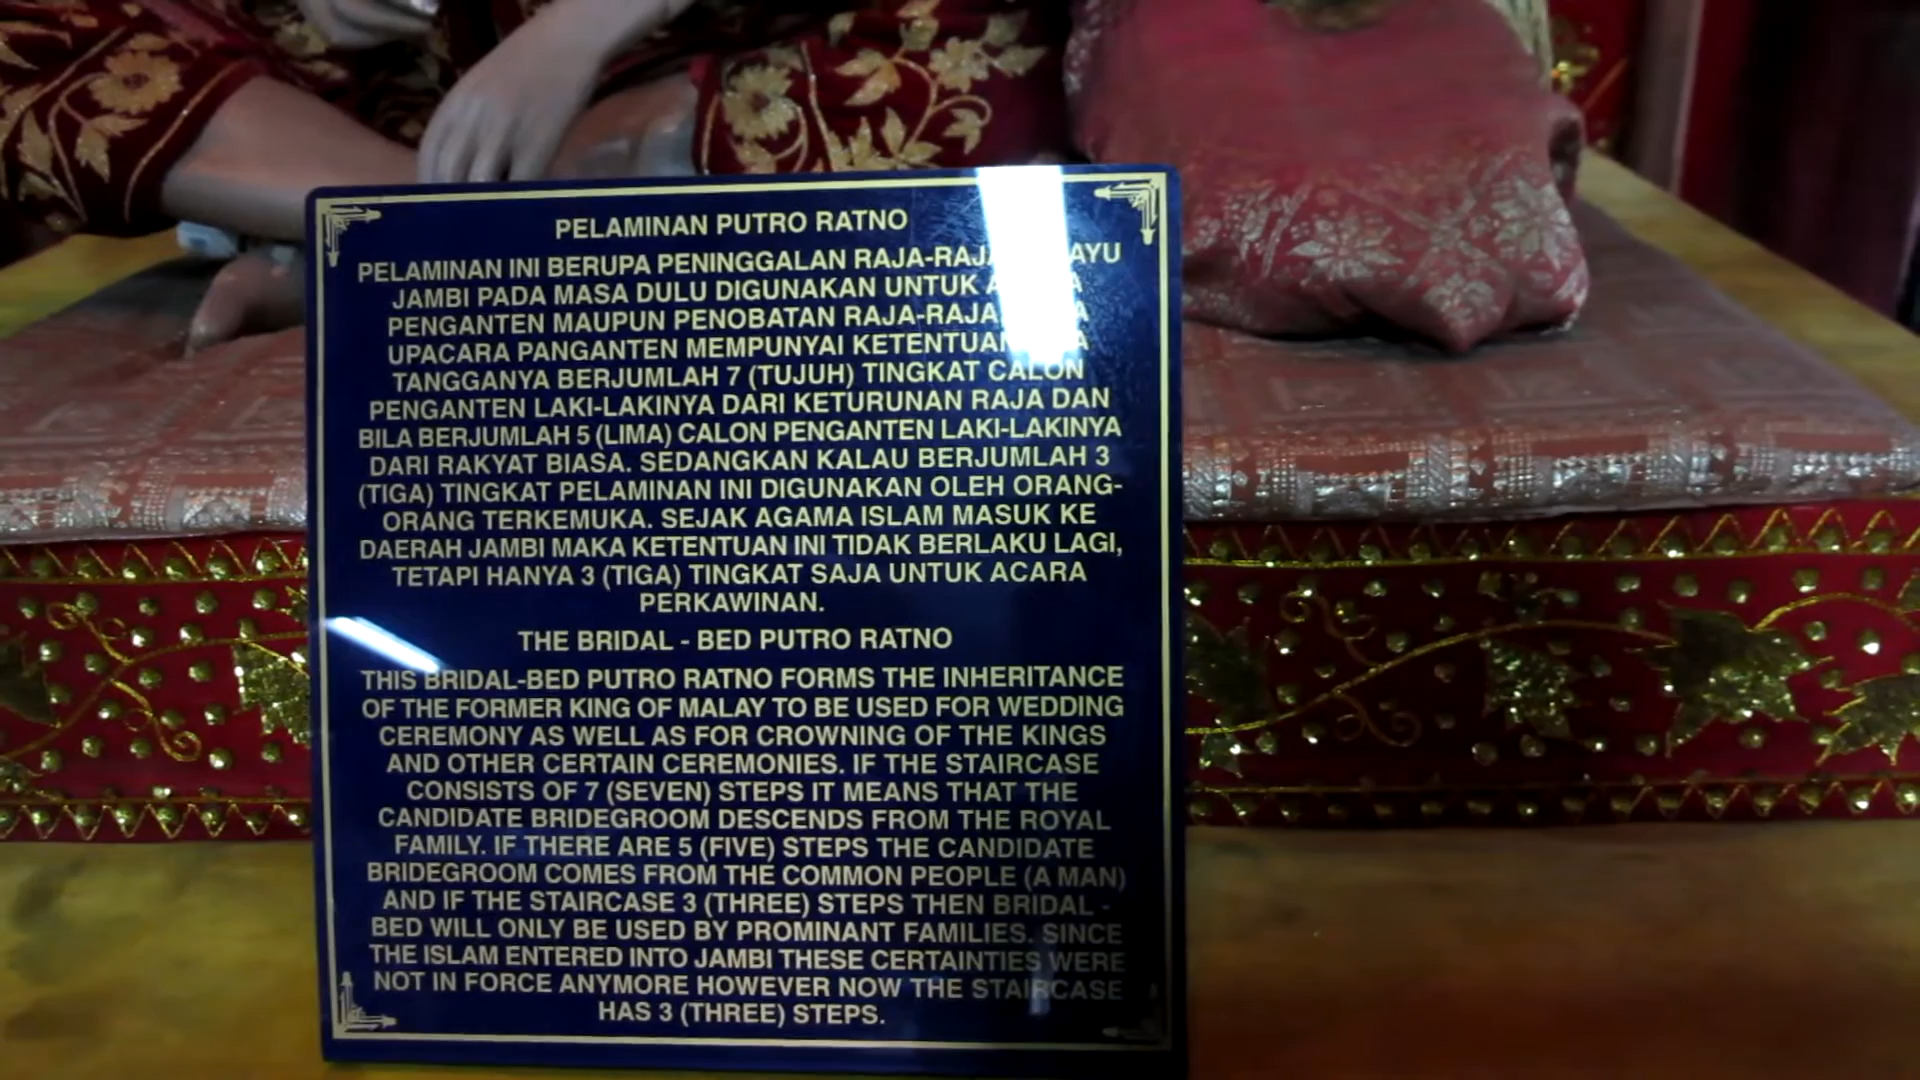 PELAMINAN PUTRO RATNO
PELAMINAN INI BERUPA PENINGGALAN
JAMBI PADA MASA DULU DIGUNAKAN UNTUK
PENGANTEN MAUPUN PENOBATAN RAJA-RAJA
UPACARA PANGANTEN MEMPUNYAI
TANGGANYA BERJUMLAH 7 (TUJUH) TINGKAT CALON
PENGANTEN LAKI-LAKINYA DARI KETURUNAN RAJA DAN
BILA BERJUMLAH 5 (LIMA) CALON PENGANTEN LAKI-LAKINYA
DARI RAKYAT BIASA. SEDANGKAN KALAU BERJUMLAH 3
(TIGA) TINGKAT PELAMINAN INI DIGUNAKAN OLEH ORANG-
ORANG TERKEMUKA. SEJAK AGAMA ISLAM MASUK KE
DAERAH JAMBI MAKA KETENTUAN INI TIDAK BERLAKU LAGI,
TETAPI HANYA 3 (TIGA) TINGKAT SAJA UNTUK ACARA
PERKAWINAN.
THE BRIDAL - BED PUTRO RATNO
THIS BRIDAL-BED PUTRO RATNO FORMS THE INHERITANCE
OF THE FORMER KING OF MALAY TO BE USED FOR WEDDING
CEREMONY AS WELL AS FOR CROWNING OF THE KINGS
AND OTHER CERTAIN CEREMONIES. IF THE STAIRCASE
CONSISTS OF 7 (SEVEN) STEPS IT MEANS THAT THE
CANDIDATE BRIDEGROOM DESCENDS FROM THE ROYAL
FAMILY. IF THERE ARE 5 (FIVE) STEPS THE CANDIDATE
BRIDEGROOM COMES FROM THE COMMON PEOPLE (A MAN)
AND IF THE STAIRCASE 3 (THREE) STEPS THEN BRIDAL -
BED WILL ONLY BE USED BY PROMINANT FAMILIES. SINCE
THE ISLAM ENTERED INTO JAMBI THESE CERTAINTIES WERE
NOT IN FORCE ANYMORE HOWEVER NOW THE STAIRCASE
HAS 3 (THREE) STEPS.